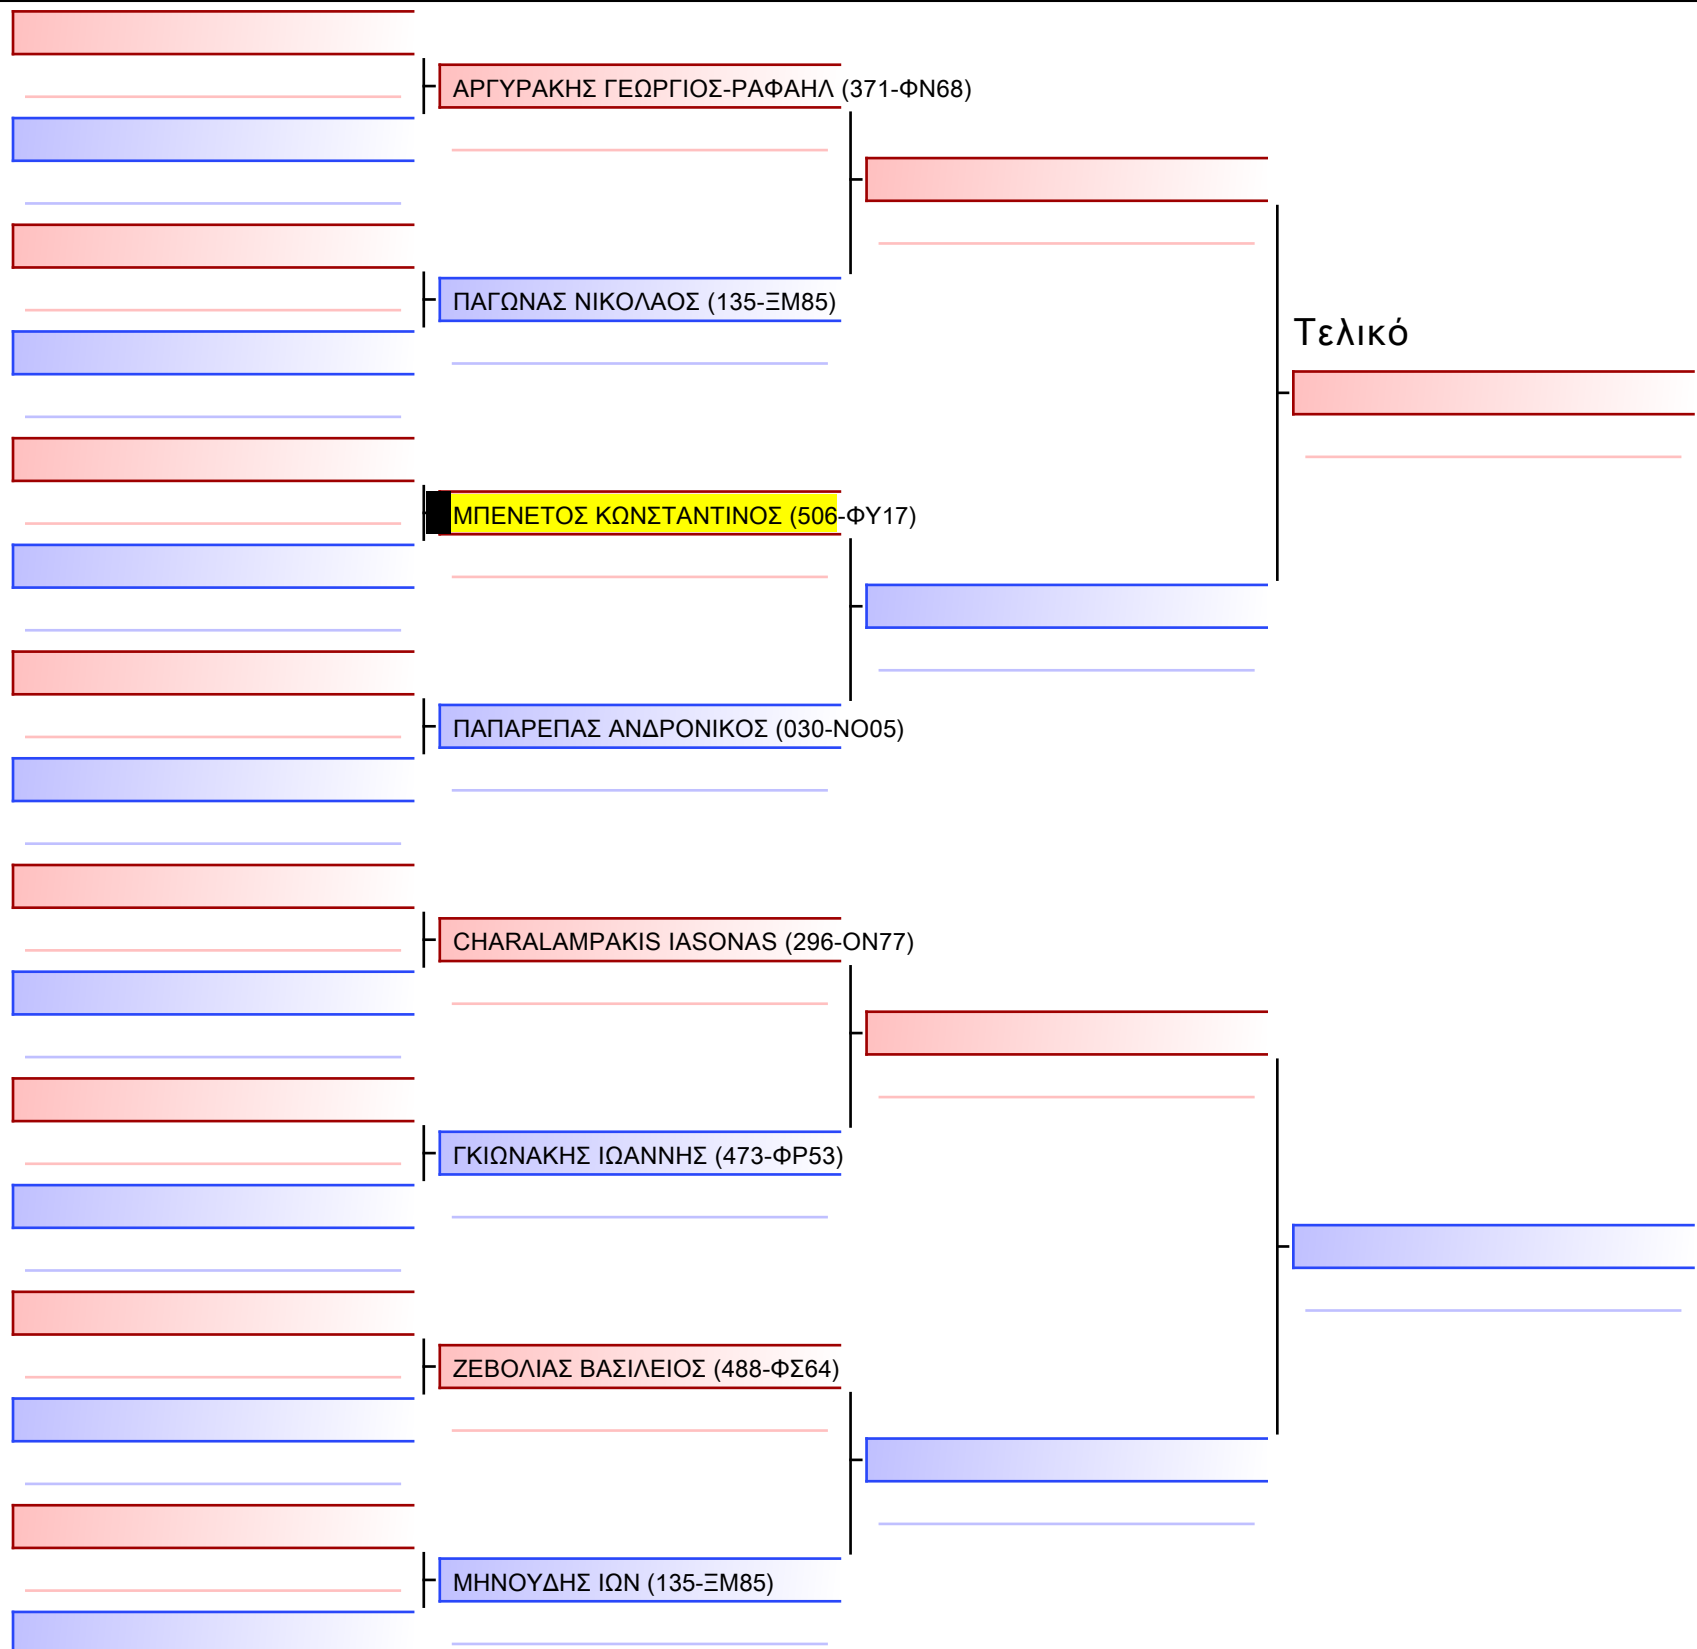 ΑΡΓΥΡΑΚΗΣ ΓΕΩΡΓΙΟΣ-ΡΑΦΑΗΛ (371-ΦΝ68)
ΠΑΓΩΝΑΣ ΝΙΚΟΛΑΟΣ (135-ΞΜ85)
Τελικό
ΜΠΕΝΕΤΟΣ ΚΩΝΣΤΑΝΤΙΝΟΣ (506-ΦΥ17)
ΠΑΠΑΡΕΠΑΣ ΑΝΔΡΟΝΙΚΟΣ (030-ΝΟ05)
CHARALAMPAKIS IASONAS (296-ΟΝ77)
ΓΚΙΩΝΑΚΗΣ ΙΩΑΝΝΗΣ (473-ΦΡ53)
ΖΕΒΟΛΙΑΣ ΒΑΣΙΛΕΙΟΣ (488-ΦΣ64)
ΜΗΝΟΥΔΗΣ ΙΩΝ (135-ΞΜ85)